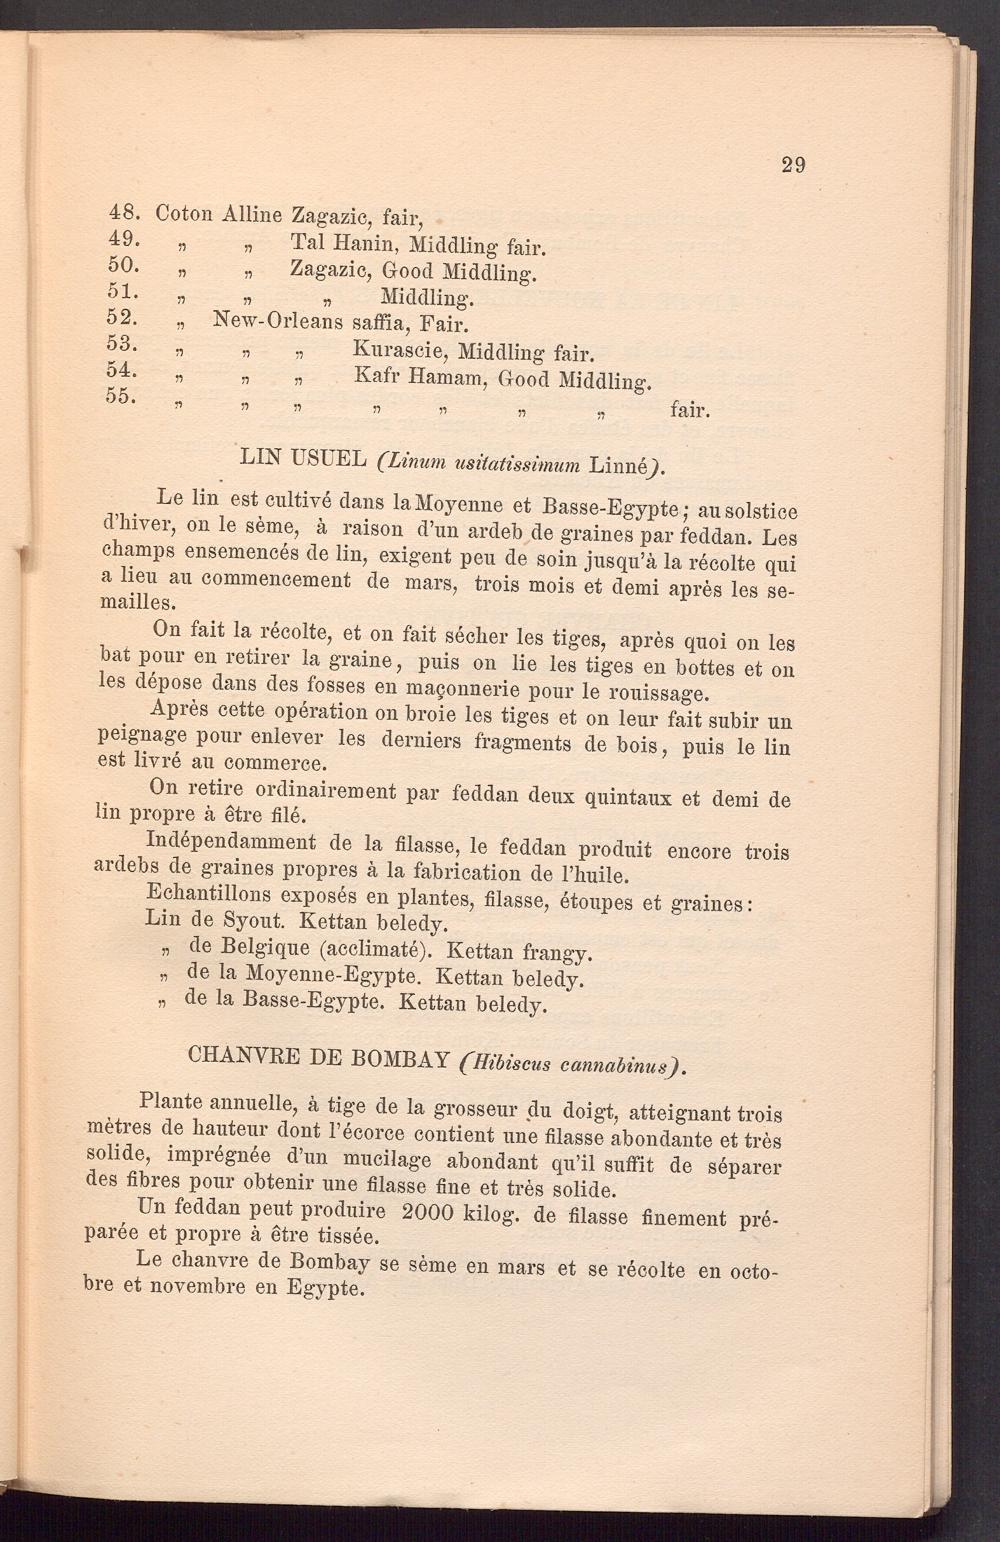 29
48. Coton Alline Zagazic, fair,
49. „ „ Tal Hanin, Middling fair.
50. „ „ Zagazic, Good Middling.
51. „ „ „ Middling.
52. „ New-Orleans saffia, Fair.
53. „ „ „ Kurascie, Middling fair.
54. „ „ „ Kafr Hamam, Good Middling.
55. „ „ „ „ „ „ „ fair.
LIN USUEL (Linum usitatissimum Linné).
Le lin est cultivé dans la Moyenne et Basse-Egypte; au solstice
d'hiver, on le sème, à raison d'un ardeb de graines par feddan. Les
champs ensemencés de lin, exigent peu de soin jusqu'à la récolte qui
a lieu au commencement de mars, trois mois et demi après les se-
mailles.
On fait la récolte, et on fait sécher les tiges, après quoi on les
bat pour en retirer la graine, puis on lie les tiges en bottes et on
les dépose dans des fosses en maçonnerie pour le rouissage.
Après cette opération on broie les tiges et on leur fait subir un
peignage pour enlever les derniers fragments de bois, puis le lin
est livré au commerce.
On retire ordinairement par feddan deux quintaux et demi de
lin propre à être filé.
Indépendamment de la filasse, le feddan produit encore trois
ardebs de graines propres à la fabrication de l'huile.
Echantillons exposés en plantes, filasse, étoupes et graines:
Lin de Syout. Kettan beledy.
„ de Belgique (acclimaté). Kettan frangy.
„ de la Moyenne-Egypte. Kettan beledy.
„ de la Basse-Egypte. Kettan beledy.
CHANVRE DE BOMBAY (Hibiscus cannabinus).
Plante annuelle, à tige de la grosseur du doigt, atteignant trois
mètres de hauteur dont l'écorce contient une filasse abondante et très
solide, imprégnée d'un mucilage abondant qu'il suffit de séparer
des fibres pour obtenir une filasse fine et très solide.
Un feddan peut produire 2000 kilog. de filasse finement pré-
parée et propre à être tissée.
Le chanvre de Bombay se sème en mars et se récolte en octo-
bre et novembre en Egypte.